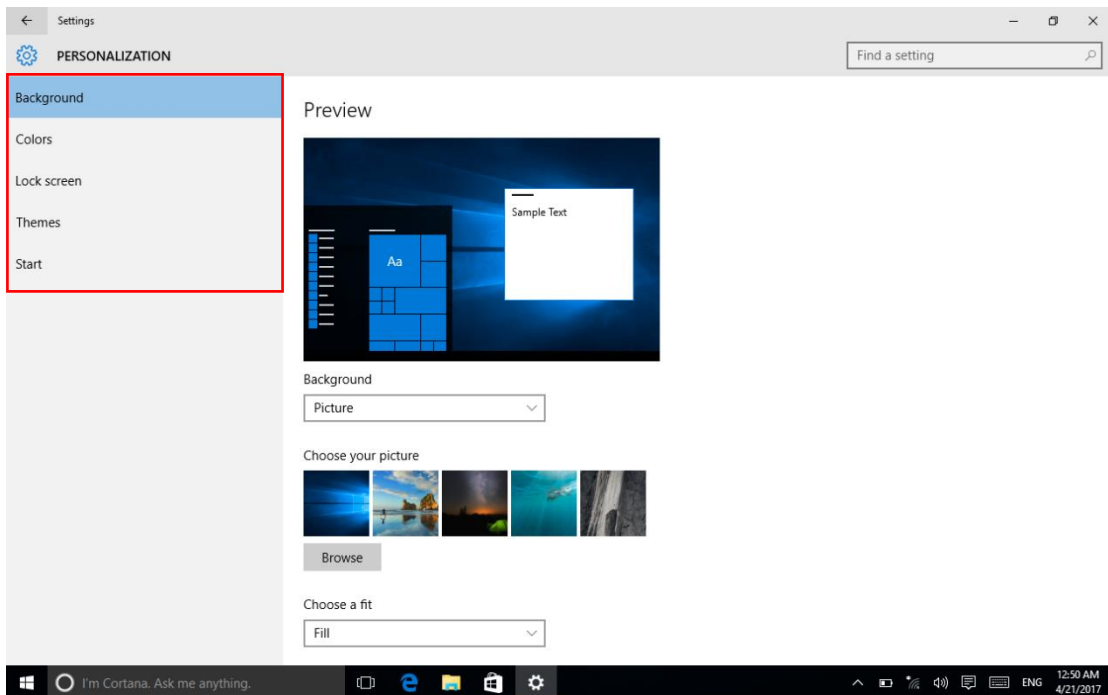 Settings
PERSONALIZATION
Find a setting
Background
Colors
Lock screen
Themes
Start
Preview
Sample Text
Aa
Background
Picture
Choose your picture
Browse
Choose a fit
Fill
I'm Cortana. Ask me anything.
ENG
12:50 AM
4/21/2017